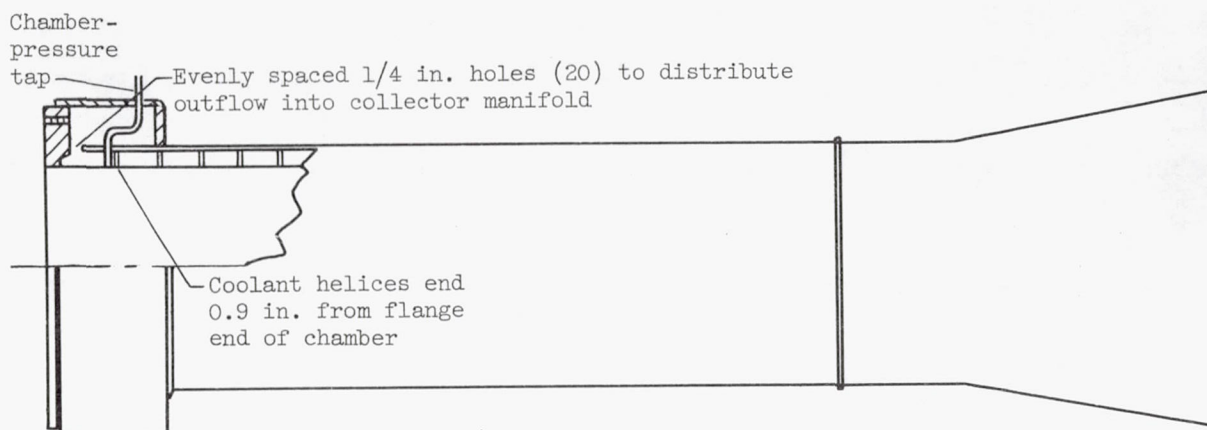 Chamber-
pressure
tap
Evenly spaced 1/4 in. holes (20) to distribute
outflow into collector manifold
Coolant helices end
0.9 in. from flange
end of chamber